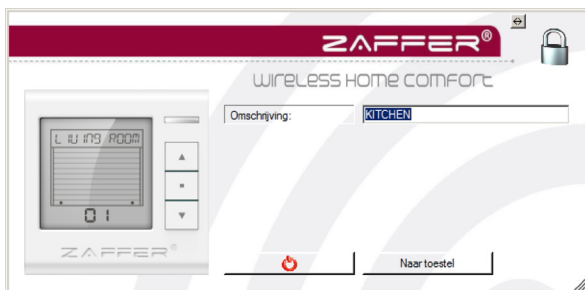 ZAFFER®
WIRELESS HOME COMFORT
Omschrijving: KITCHEN
LIVING ROOM
01
ZAFFER®
Naar toestel